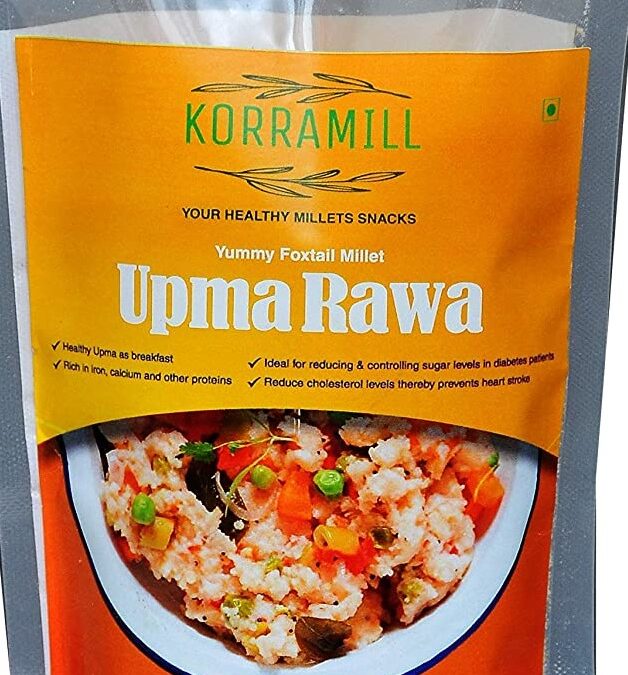 KORRAMILL
YOUR HEALTHY MILLETS SNACKS
Yummy Foxtail Millet
Upma Rawa
✓ Healthy Upma as breakfast
✓ Rich in Iron, calcium and other proteins
✓ Ideal for reducing & controlling sugar levels in diabetes patients
✓ Reduce cholesterol levels thereby prevents heart stroke